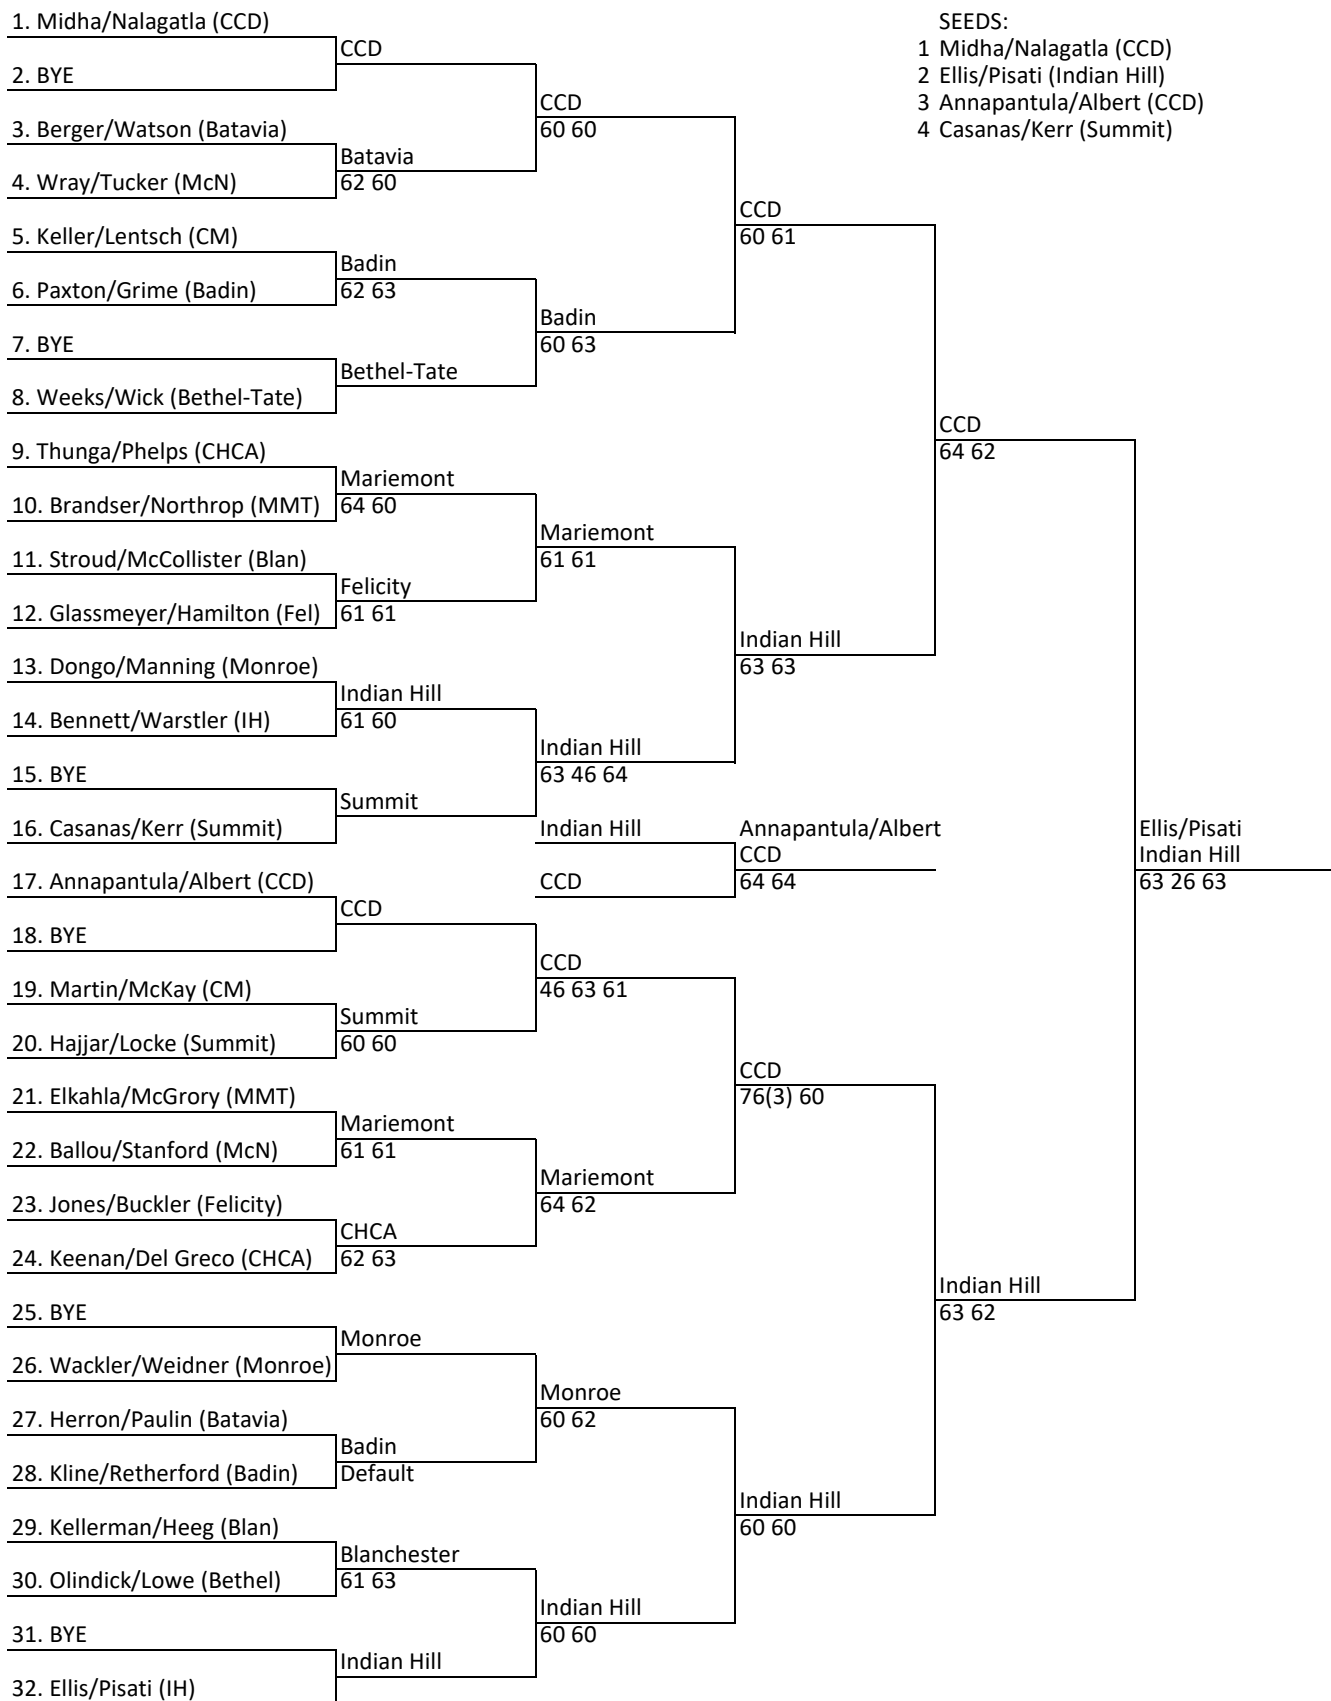 1. Midha/Nalagatla (CCD)
SEEDS:
CCD
1 Midha/Nalagatla (CCD)
2. BYE
2 Ellis/Pisati (Indian Hill)
CCD
3 Annapantula/Albert (CCD)
3. Berger/Watson (Batavia)
60 60
4 Casanas/Kerr (Summit)
Batavia
4. Wray/Tucker (McN)
62 60
CCD
5. Keller/Lentsch (CM)
60 61
Badin
6. Paxton/Grime (Badin)
62 63
Badin
7. BYE
60 63
Bethel-Tate
8. Weeks/Wick (Bethel-Tate)
CCD
9. Thunga/Phelps (CHCA)
64 62
Mariemont
10. Brandser/Northrop (MMT)
64 60
Mariemont
11. Stroud/McCollister (Blan)
61 61
Felicity
12. Glassmeyer/Hamilton (Fel)
61 61
Indian Hill
13. Dongo/Manning (Monroe)
63 63
Indian Hill
14. Bennett/Warstler (IH)
61 60
Indian Hill
15. BYE
63 46 64
Summit
16. Casanas/Kerr (Summit)
Indian Hill
Annapantula/Albert
Ellis/Pisati
CCD
Indian Hill
17. Annapantula/Albert (CCD)
CCD
64 64
63 26 63
CCD
18. BYE
CCD
19. Martin/McKay (CM)
46 63 61
Summit
20. Hajjar/Locke (Summit)
60 60
CCD
21. Elkahla/McGrory (MMT)
76(3) 60
Mariemont
22. Ballou/Stanford (McN)
61 61
Mariemont
23. Jones/Buckler (Felicity)
64 62
CHCA
24. Keenan/Del Greco (CHCA)
62 63
Indian Hill
25. BYE
63 62
Monroe
26. Wackler/Weidner (Monroe)
Monroe
27. Herron/Paulin (Batavia)
60 62
Badin
28. Kline/Retherford (Badin)
Default
Indian Hill
29. Kellerman/Heeg (Blan)
60 60
Blanchester
30. Olindick/Lowe (Bethel)
61 63
Indian Hill
31. BYE
60 60
Indian Hill
32. Ellis/Pisati (IH)